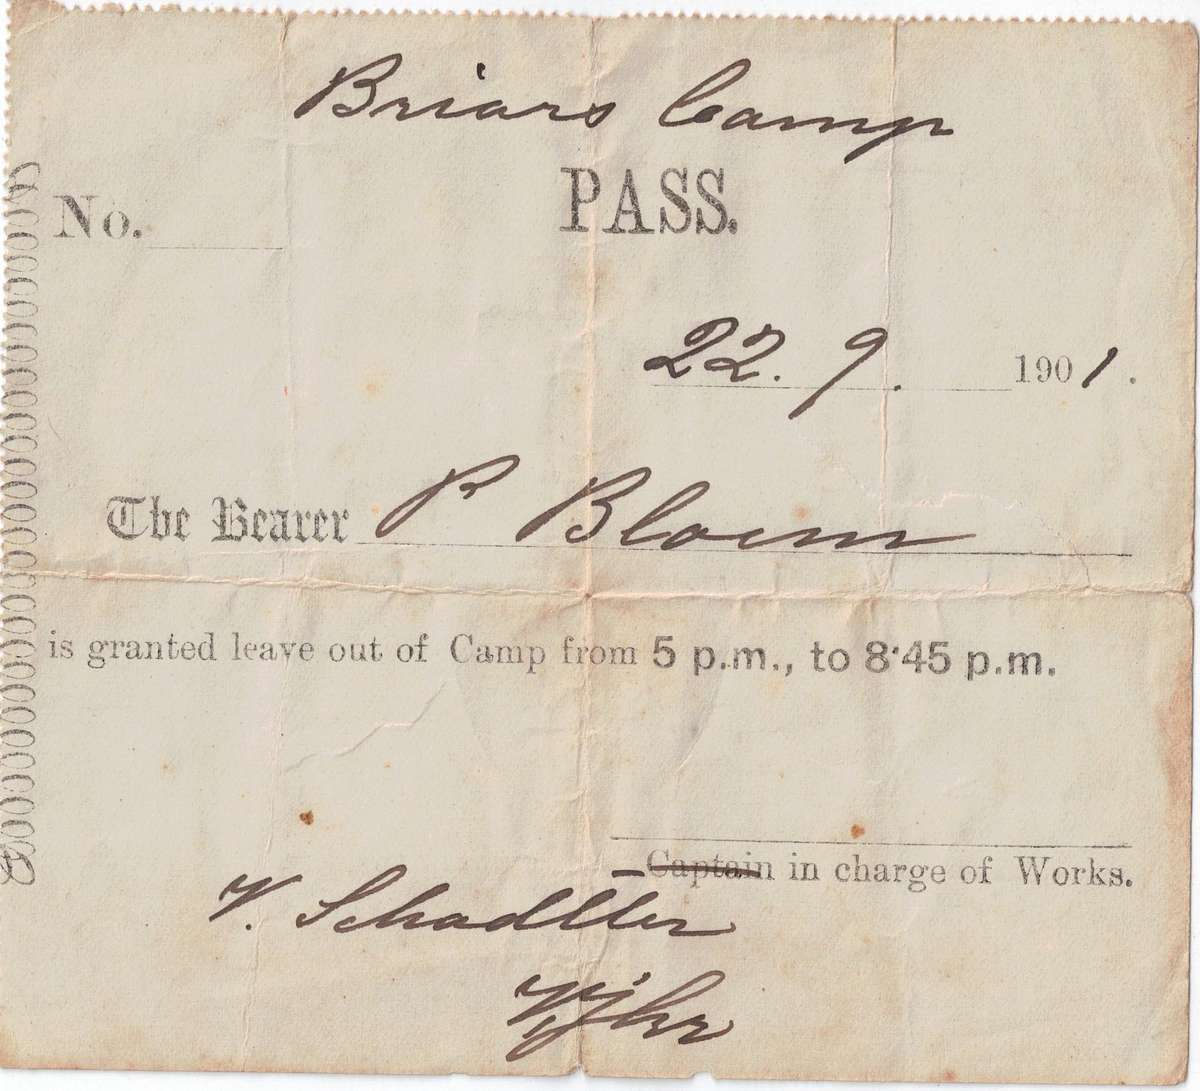 Briars Camp
PASS.
No.
22. 9. 1901.
The Bearer P Bloem
is granted leave out of Camp from 5 p.m., to 8·45 p.m.
Captain in charge of Works.
V. Schadtler